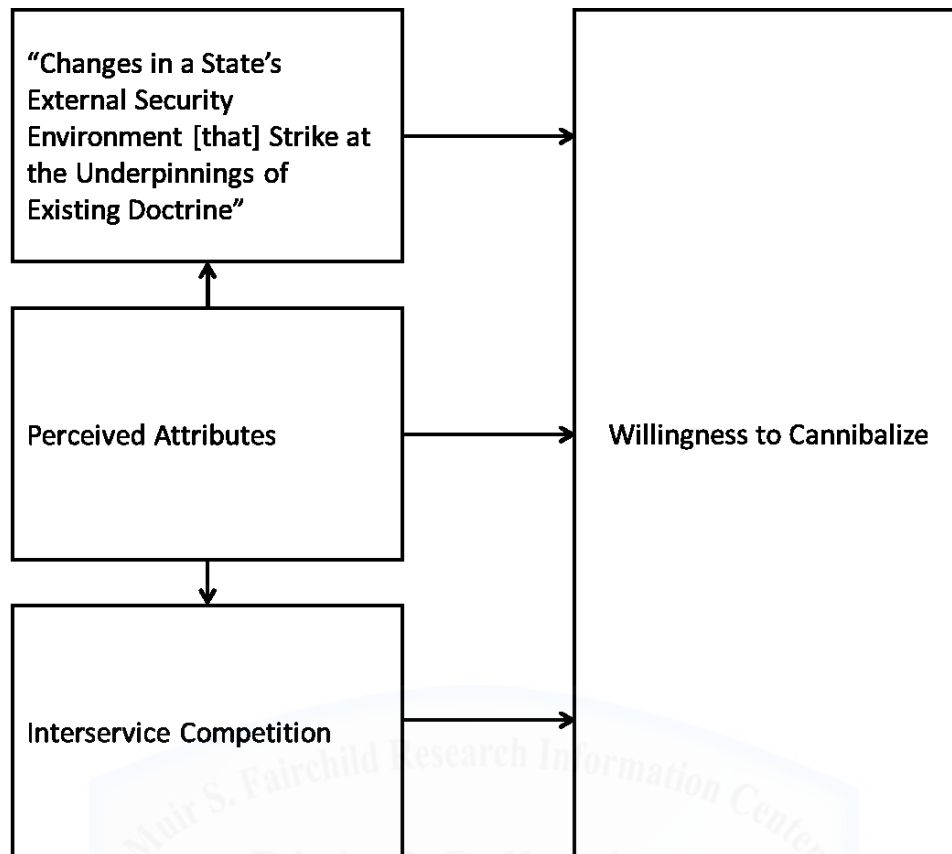 “Changes in a State’s
External Security
Environment [that] Strike at
the Underpinnings of
Existing Doctrine”
Perceived Attributes
Willingness to Cannibalize
Interservice Competition
Muir S. Fairchild Research Information Center